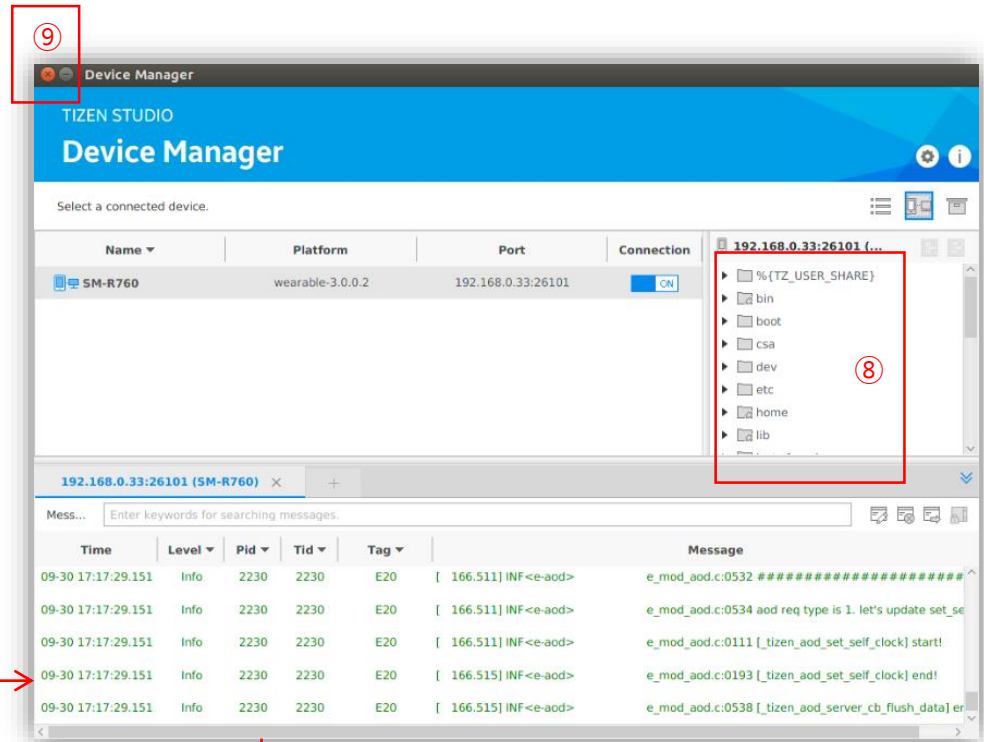 ⑨
Device Manager
TIZEN STUDIO
Device Manager
Select a connected device.
Name Platform Port Connection
192.168.0.33:26101 (...
SM-R760 wearable-3.0.0.2 192.168.0.33:26101 ON
%{TZ_USER_SHARE}
bin
boot
csa
dev
⑧
etc
home
lib
192.168.0.33:26101 (SM-R760)
Mess... Enter keywords for searching messages.
Time Level Pid Tid Tag Message
09-30 17:17:29.151 Info 2230 2230 E20 [ 166.511] INF<e-aod> e_mod_aod.c:0532 ######################
09-30 17:17:29.151 Info 2230 2230 E20 [ 166.511] INF<e-aod> e_mod_aod.c:0534 aod req type is 1. let's update set_se
09-30 17:17:29.151 Info 2230 2230 E20 [ 166.511] INF<e-aod> e_mod_aod.c:0111 [_tizen_aod_set_self_clock] start!
09-30 17:17:29.151 Info 2230 2230 E20 [ 166.515] INF<e-aod> e_mod_aod.c:0193 [_tizen_aod_set_self_clock] end!
09-30 17:17:29.151 Info 2230 2230 E20 [ 166.515] INF<e-aod> e_mod_aod.c:0538 [_tizen_aod_server_cb_flush_data] er